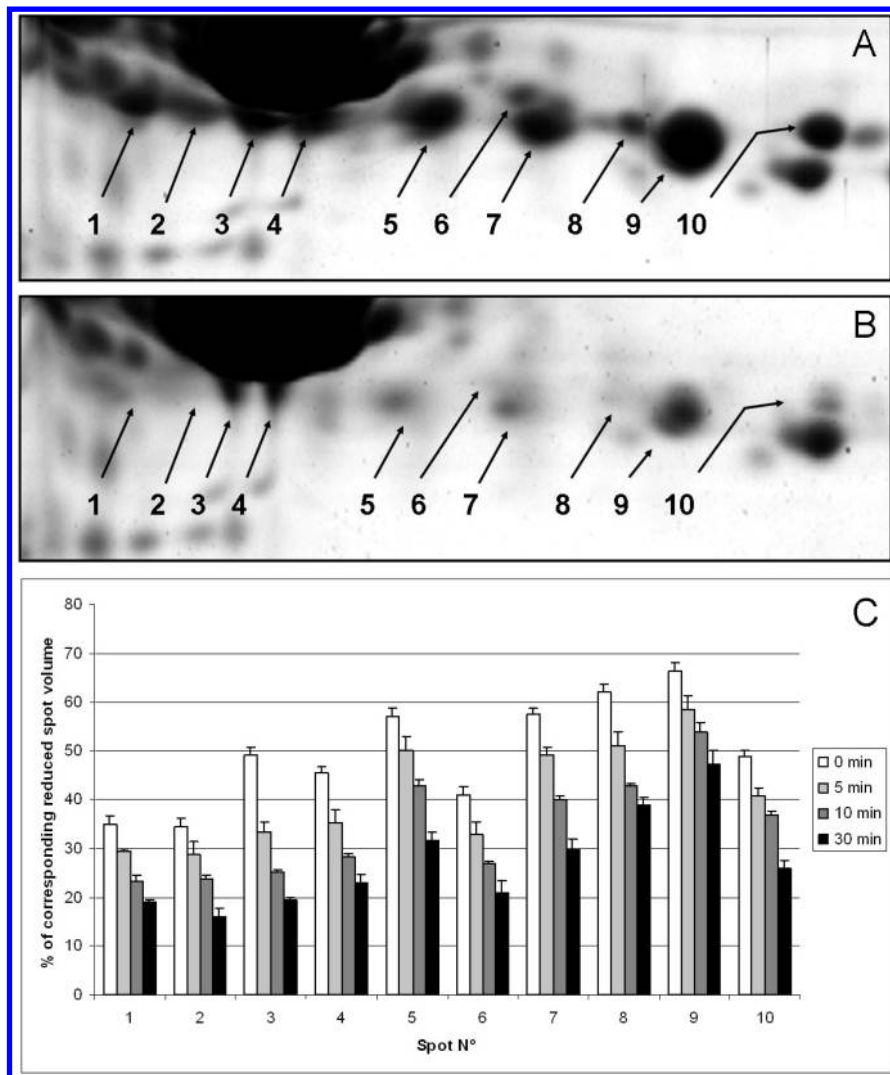 A
1 2 3 4 5 6 7 8 9 10
B
1 2 3 4 5 6 7 8 9 10
C
80
70
60
50
40
30
20
10
0
% of corresponding reduced spot volume
1 2 3 4 5 6 7 8 9 10
Spot N°
0 min
5 min
10 min
30 min